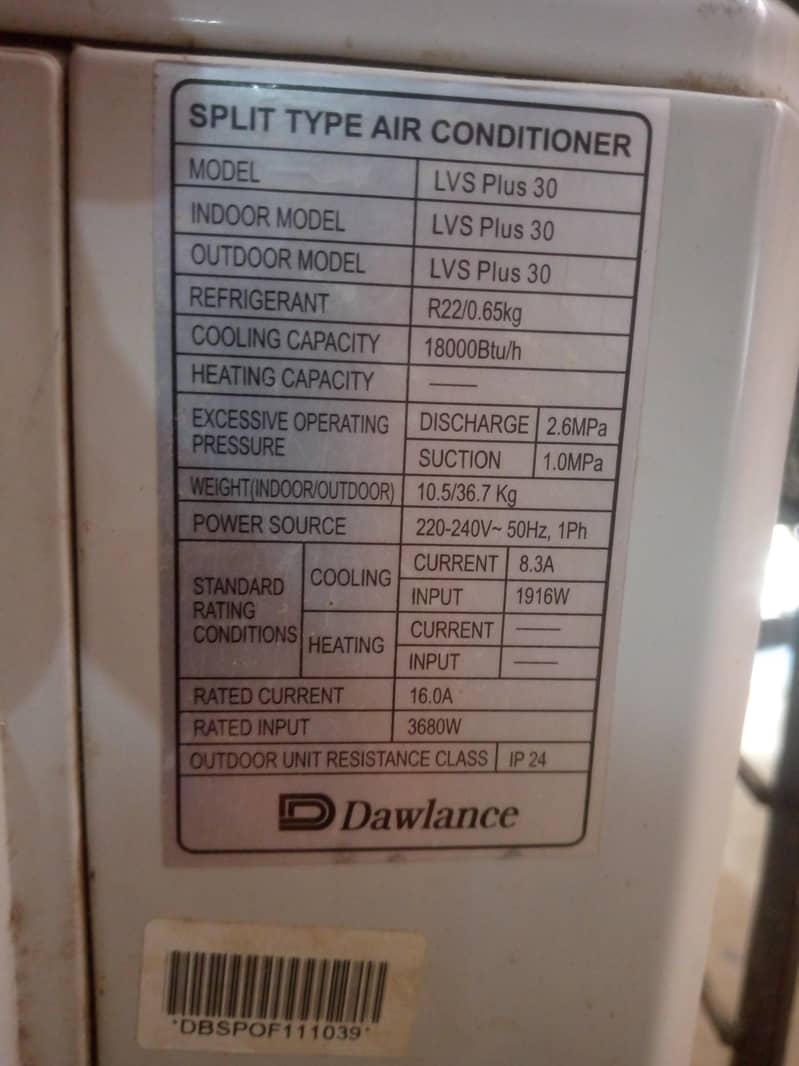 SPLIT TYPE AIR CONDITIONER
MODEL LVS Plus 30
INDOOR MODEL LVS Plus 30
OUTDOOR MODEL LVS Plus 30
REFRIGERANT R22/0.65kg
COOLING CAPACITY 18000Btu/h
HEATING CAPACITY ——
EXCESSIVE OPERATING PRESSURE DISCHARGE 2.6MPa
SUCTION 1.0MPa
WEIGHT(INDOOR/OUTDOOR) 10.5/36.7 Kg
POWER SOURCE 220-240V~ 50Hz, 1Ph
STANDARD RATING CONDITIONS COOLING CURRENT 8.3A
INPUT 1916W
HEATING CURRENT ——
INPUT ——
RATED CURRENT 16.0A
RATED INPUT 3680W
OUTDOOR UNIT RESISTANCE CLASS IP 24
Dawlance
*DBSPOF111039*